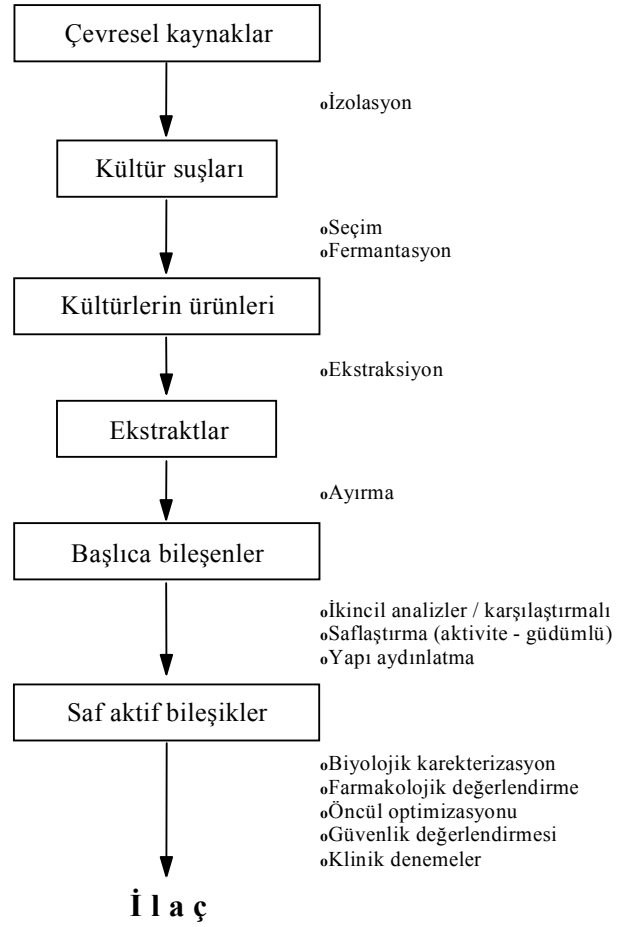 Çevresel kaynaklar
oİzolasyon
Kültür suşları
oSeçim
oFermantasyon
Kültürlerin ürünleri
oEkstraksiyon
Ekstraktlar
oAyırma
Başlıca bileşenler
oİkincil analizler / karşılaştırmalı
oSaflaştırma (aktivite - güdümlü)
oYapı aydınlatma
Saf aktif bileşikler
oBiyolojik karekterizasyon
oFarmakolojik değerlendirme
oÖncül optimizasyonu
oGüvenlik değerlendirmesi
oKlinik denemeler
İ l a ç